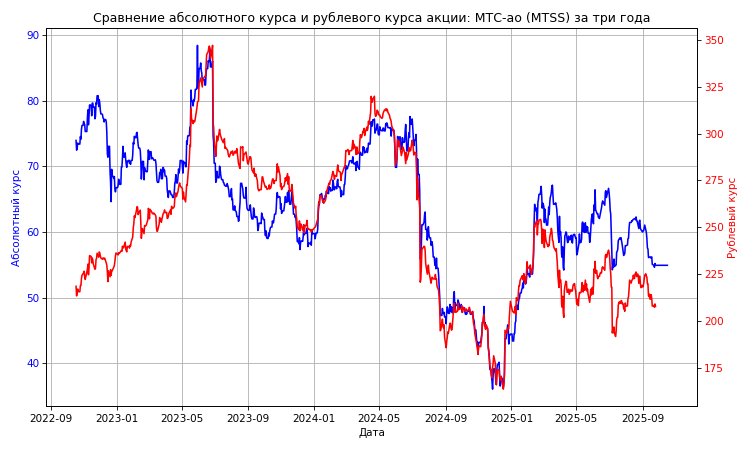 Сравнение абсолютного курса и рублевого курса акции: МТС-ао (MTSS) за три года
90
80
70
60
50
40
Абсолютный курс
350
325
300
275
250
225
200
175
Рублевый курс
2022-09 2023-01 2023-05 2023-09 2024-01 2024-05 2024-09 2025-01 2025-05 2025-09
Дата